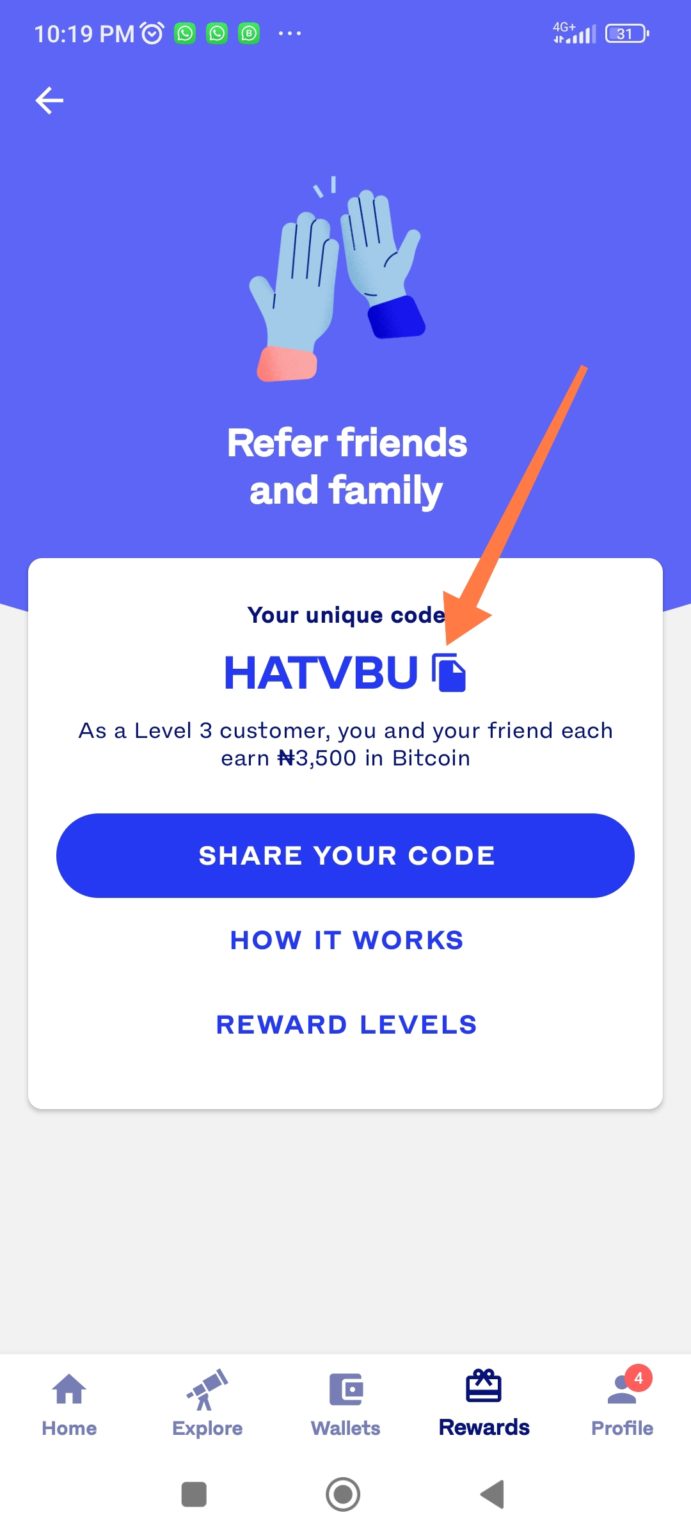 10:19 PM
4G+
31
Refer friends
and family
Your unique code
HATVBU
As a Level 3 customer, you and your friend each
earn ₦3,500 in Bitcoin
SHARE YOUR CODE
HOW IT WORKS
REWARD LEVELS
4
Home Explore Wallets Rewards Profile